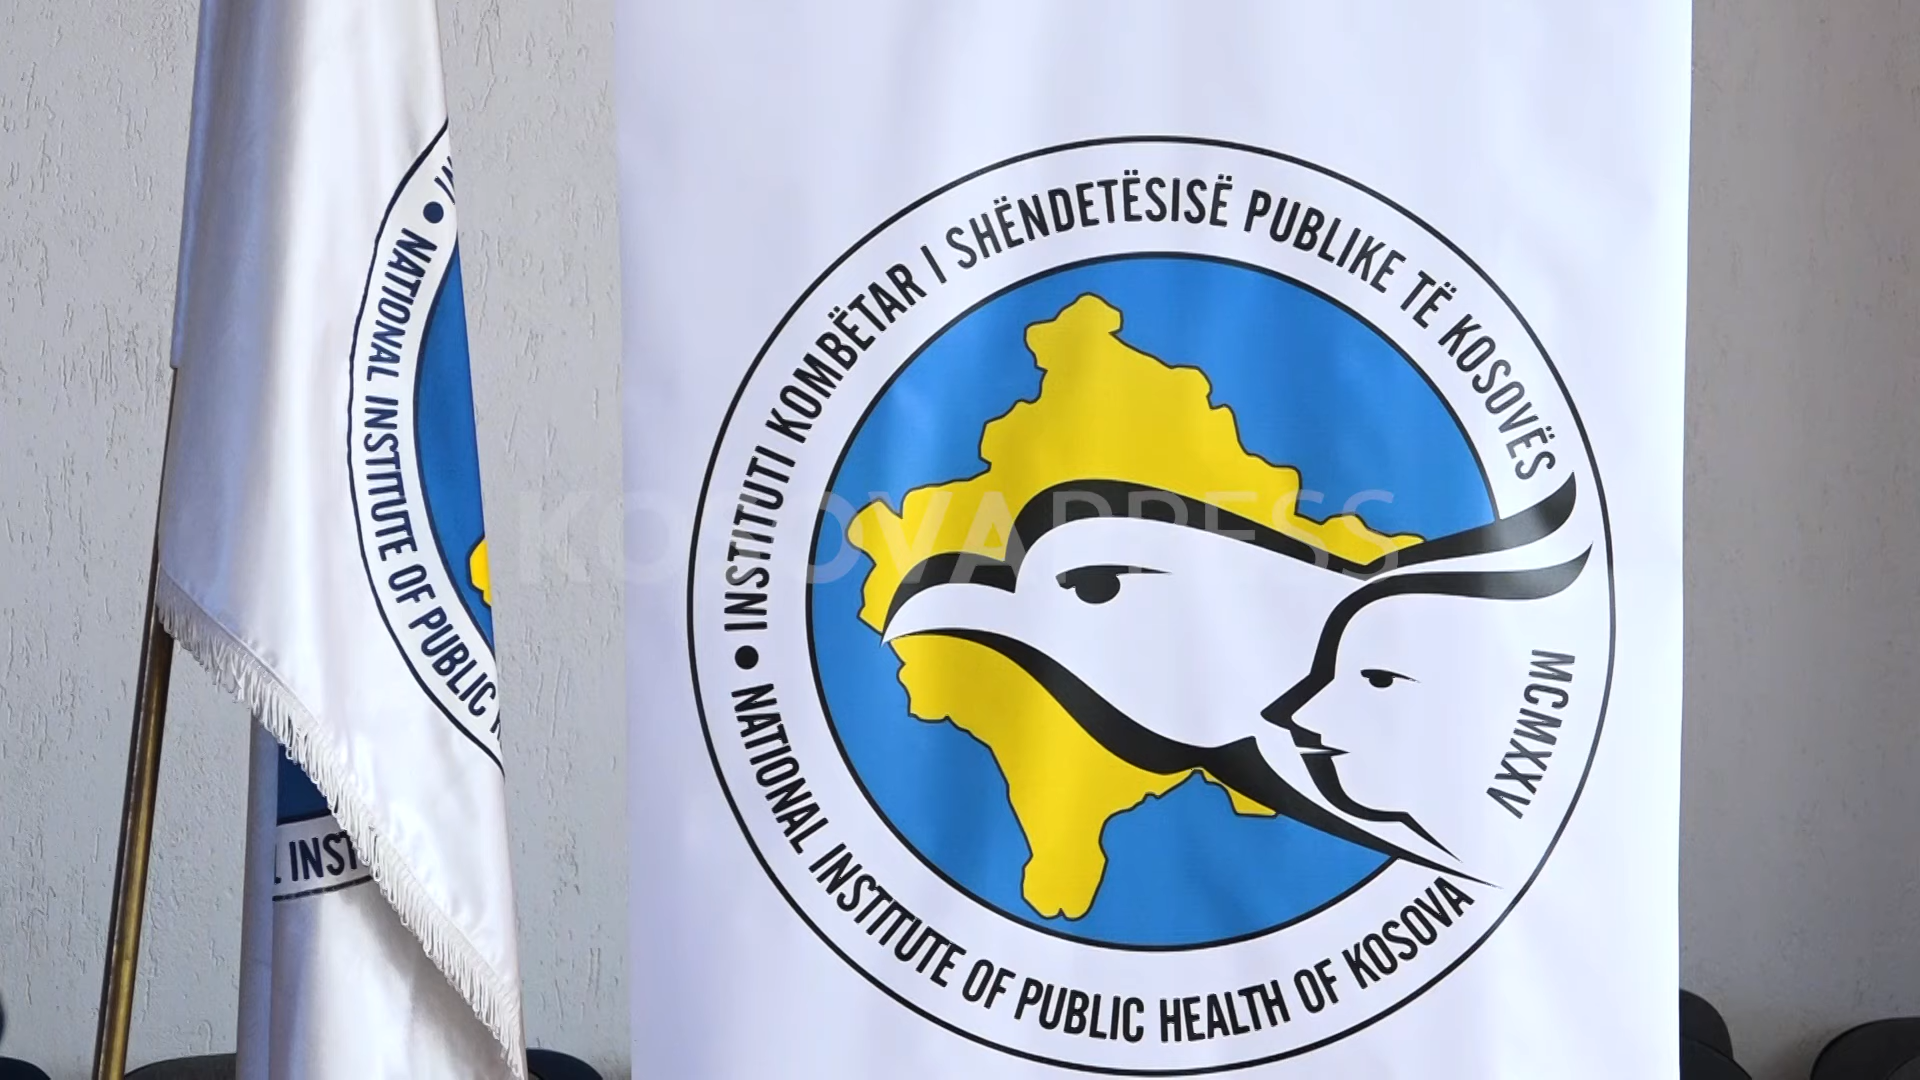 NATIONAL INSTITUTE OF PUBLIC
INST
INSTITUTI KOMBËTAR I SHËNDETËSISË PUBLIKE TË KOSOVËS
MCMXXV
NATIONAL INSTITUTE OF PUBLIC HEALTH OF KOSOVA
KOSOVAPRESS